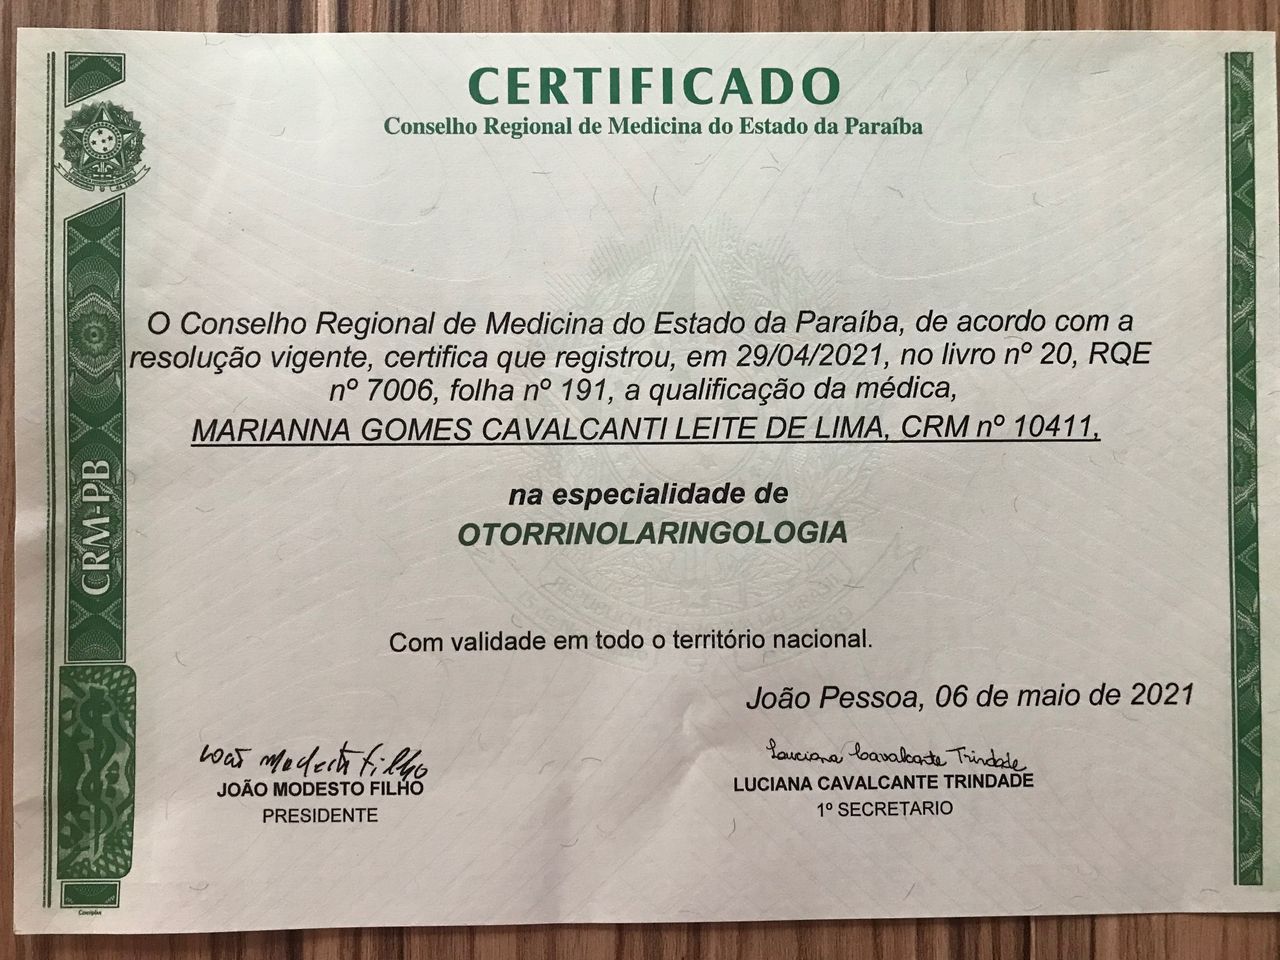 CERTIFICADO
Conselho Regional de Medicina do Estado da Paraíba
CRM-PB
O Conselho Regional de Medicina do Estado da Paraíba, de acordo com a
resolução vigente, certifica que registrou, em 29/04/2021, no livro nº 20, RQE
nº 7006, folha nº 191, a qualificação da médica,
MARIANNA GOMES CAVALCANTI LEITE DE LIMA, CRM nº 10411,
na especialidade de
OTORRINOLARINGOLOGIA
Com validade em todo o território nacional.
João Pessoa, 06 de maio de 2021
João Modesto Filho
JOÃO MODESTO FILHO
PRESIDENTE
Luciana Cavalcante Trindade
LUCIANA CAVALCANTE TRINDADE
1º SECRETARIO